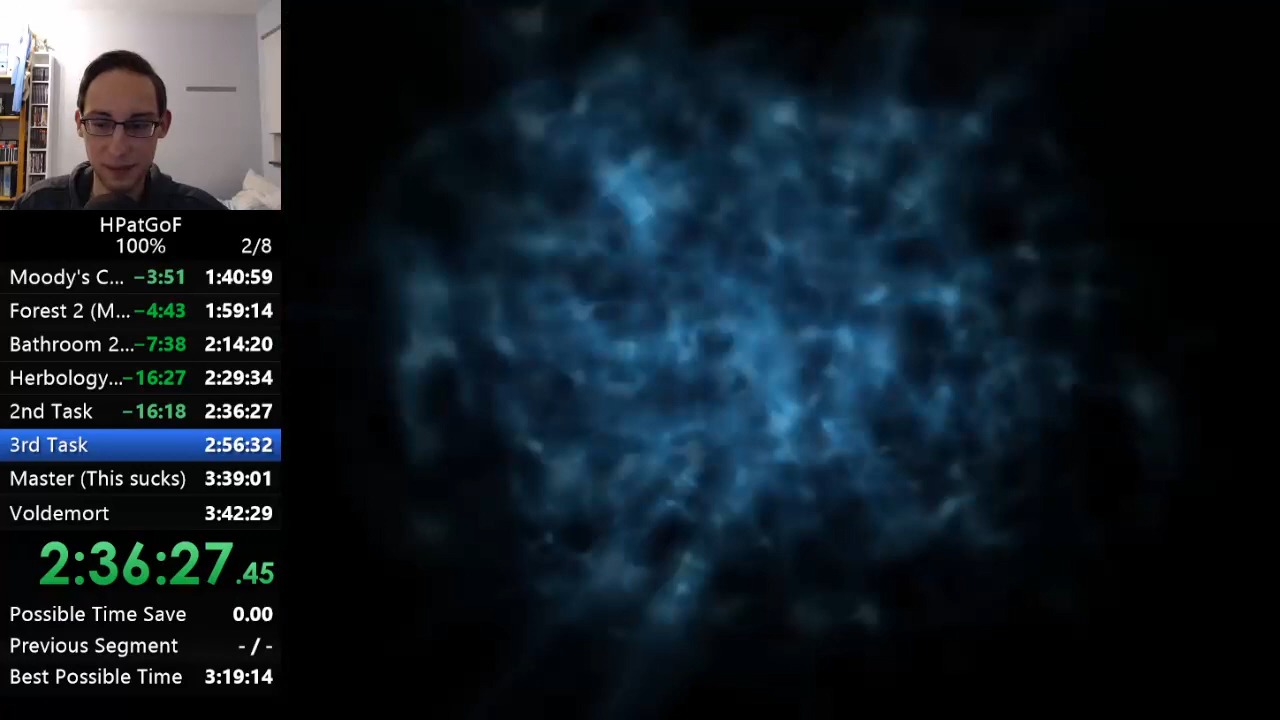 HPatGoF
100% 2/8
Moody's C... −3:51 1:40:59
Forest 2 (M... −4:43 1:59:14
Bathroom 2... −7:38 2:14:20
Herbology... −16:27 2:29:34
2nd Task −16:18 2:36:27
3rd Task 2:56:32
Master (This sucks) 3:39:01
Voldemort 3:42:29
2:36:27.45
Possible Time Save 0.00
Previous Segment - / -
Best Possible Time 3:19:14